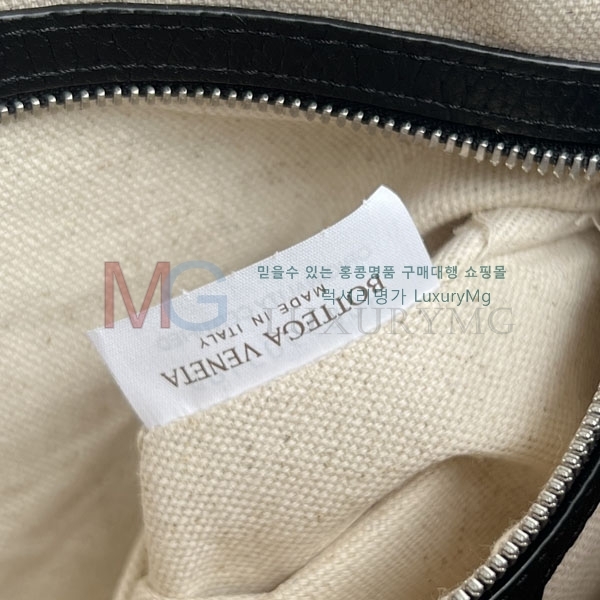 믿을수 있는 홍콩명품 구매대행 쇼핑몰
럭셔리명가 LuxuryMg
MG LUXURYMG
BOTTEGA VENETA
MADE IN ITALY